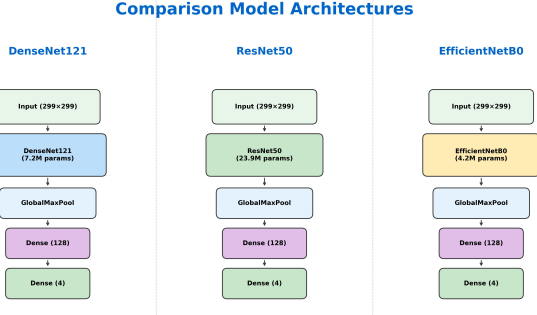 Comparison Model Architectures
DenseNet121
Input (299×299)
DenseNet121
(7.2M params)
GlobalMaxPool
Dense (128)
Dense (4)
ResNet50
Input (299×299)
ResNet50
(23.9M params)
GlobalMaxPool
Dense (128)
Dense (4)
EfficientNetB0
Input (299×299)
EfficientNetB0
(4.2M params)
GlobalMaxPool
Dense (128)
Dense (4)